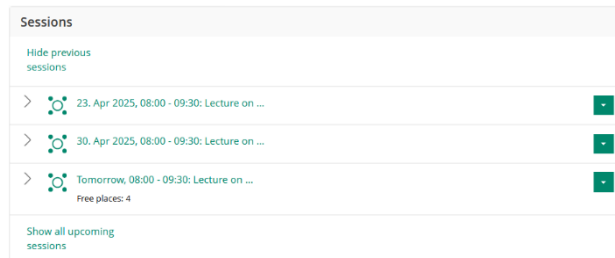 Sessions
Hide previous
sessions
23. Apr 2025, 08:00 - 09:30: Lecture on ...
30. Apr 2025, 08:00 - 09:30: Lecture on ...
Tomorrow, 08:00 - 09:30: Lecture on ...
Free places: 4
Show all upcoming
sessions